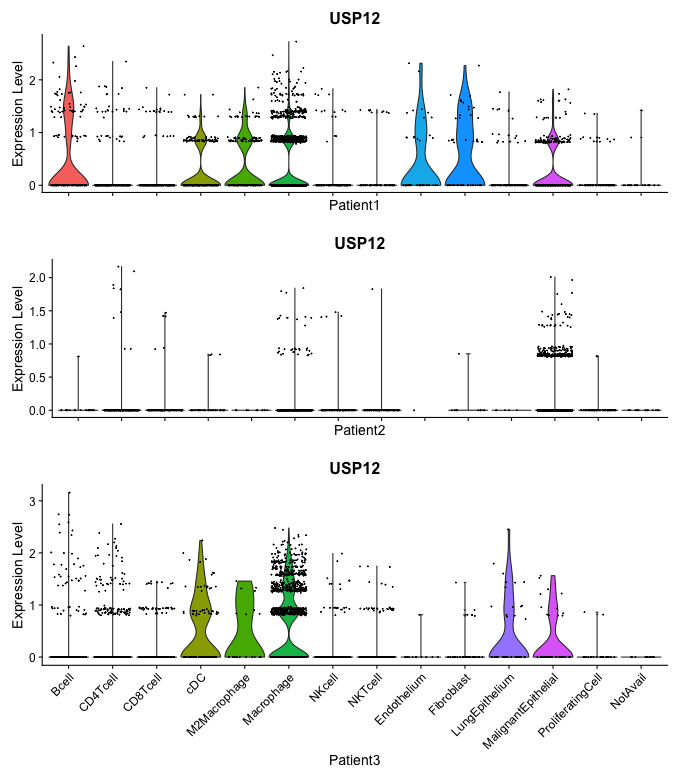 USP12
Expression Level
2
1
0
Patient1
USP12
Expression Level
2.0
1.5
1.0
0.5
0.0
Patient2
USP12
Expression Level
3
2
1
0
Bcell
CD4Tcell
CD8Tcell
cDC
M2Macrophage
Macrophage
NKcell
NKTcell
Endothelium
Fibroblast
LungEpithelium
MalignantEpithelial
ProliferatingCell
NotAvail
Patient3